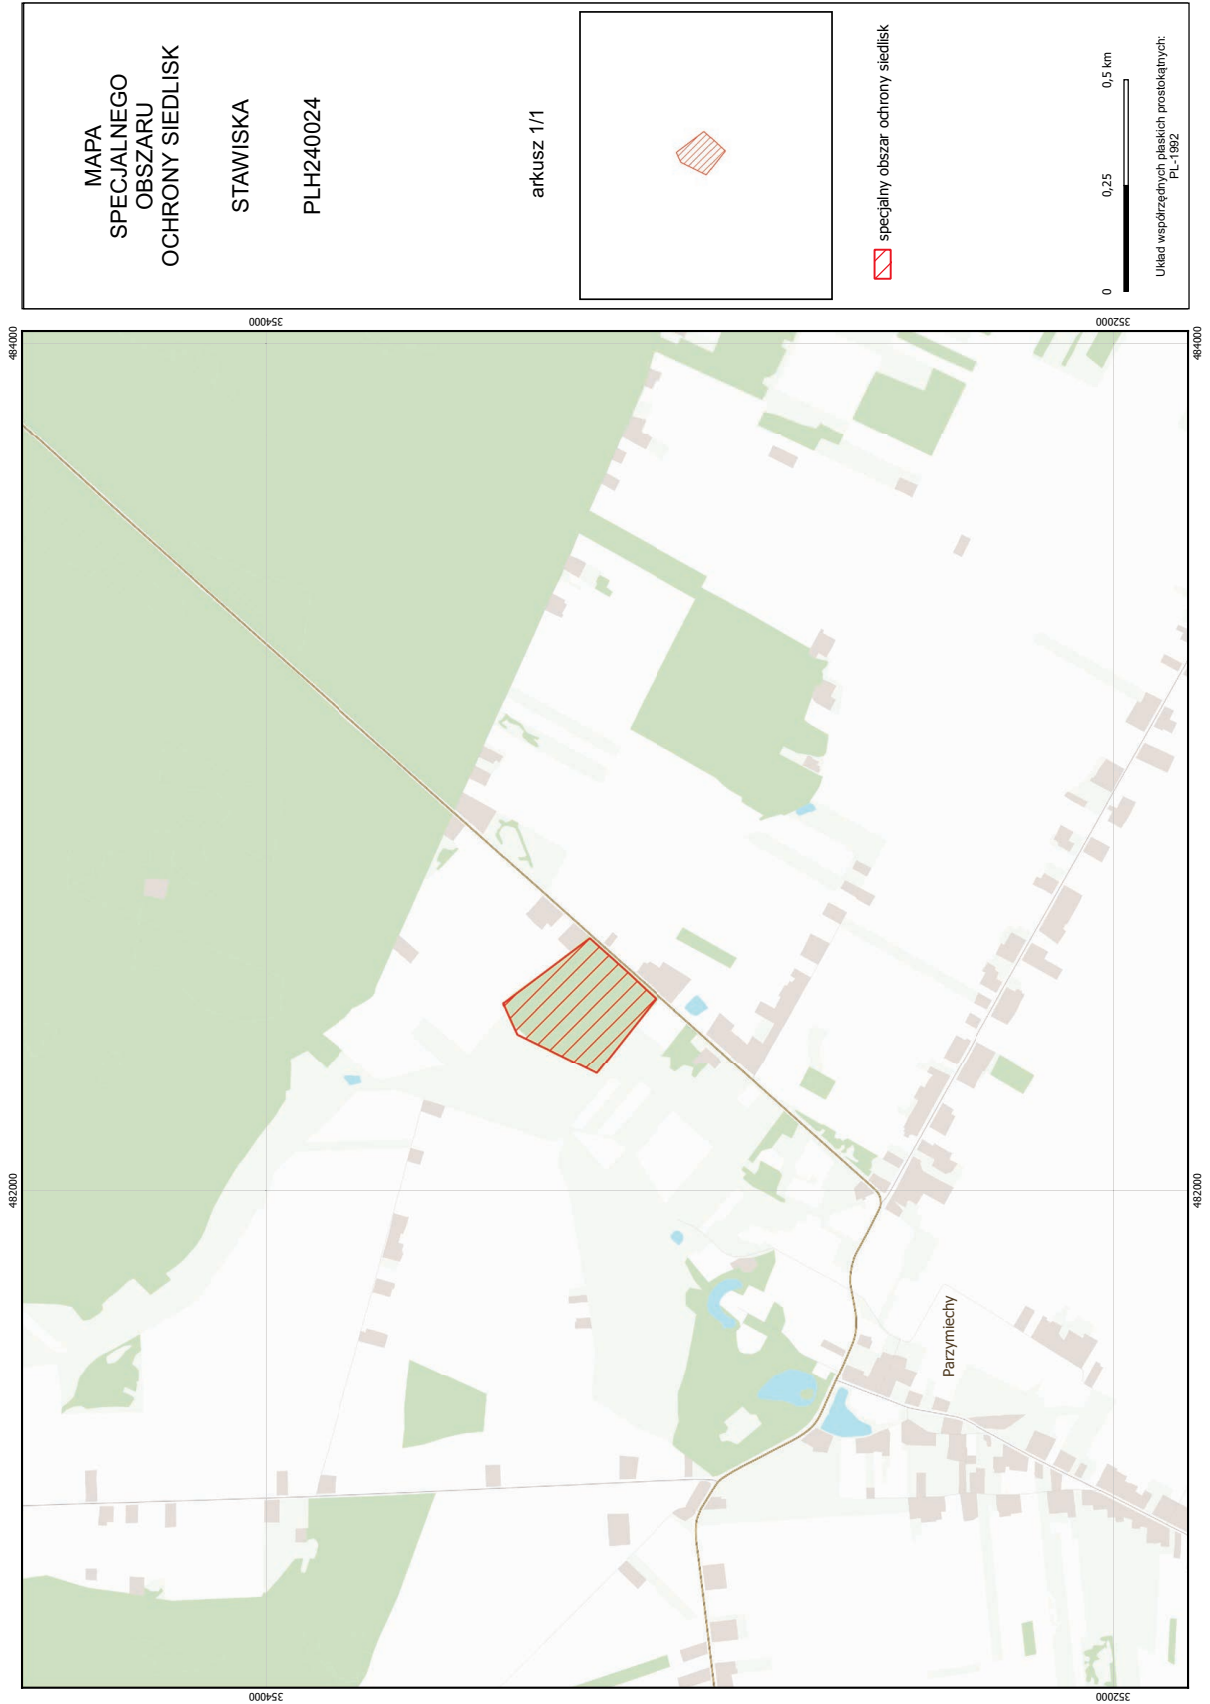 MAPA
SPECJALNEGO
OBSZARU
OCHRONY SIEDLISK
STAWISKA
PLH240024
arkusz 1/1
specjalny obszar ochrony siedlisk
0
0,25
0,5 km
Układ współrzędnych płaskich prostokątnych:
PL-1992
354000
352000
484000
484000
482000
482000
Parzymiechy
354000
352000